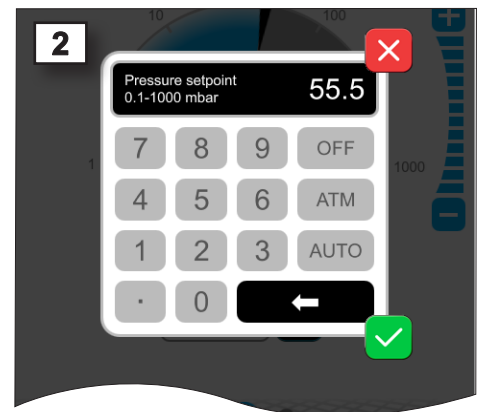 2
10
100
Pressure setpoint
0.1-1000 mbar
55.5
7 8 9 OFF
1
1000
4 5 6 ATM
1 2 3 AUTO
. 0